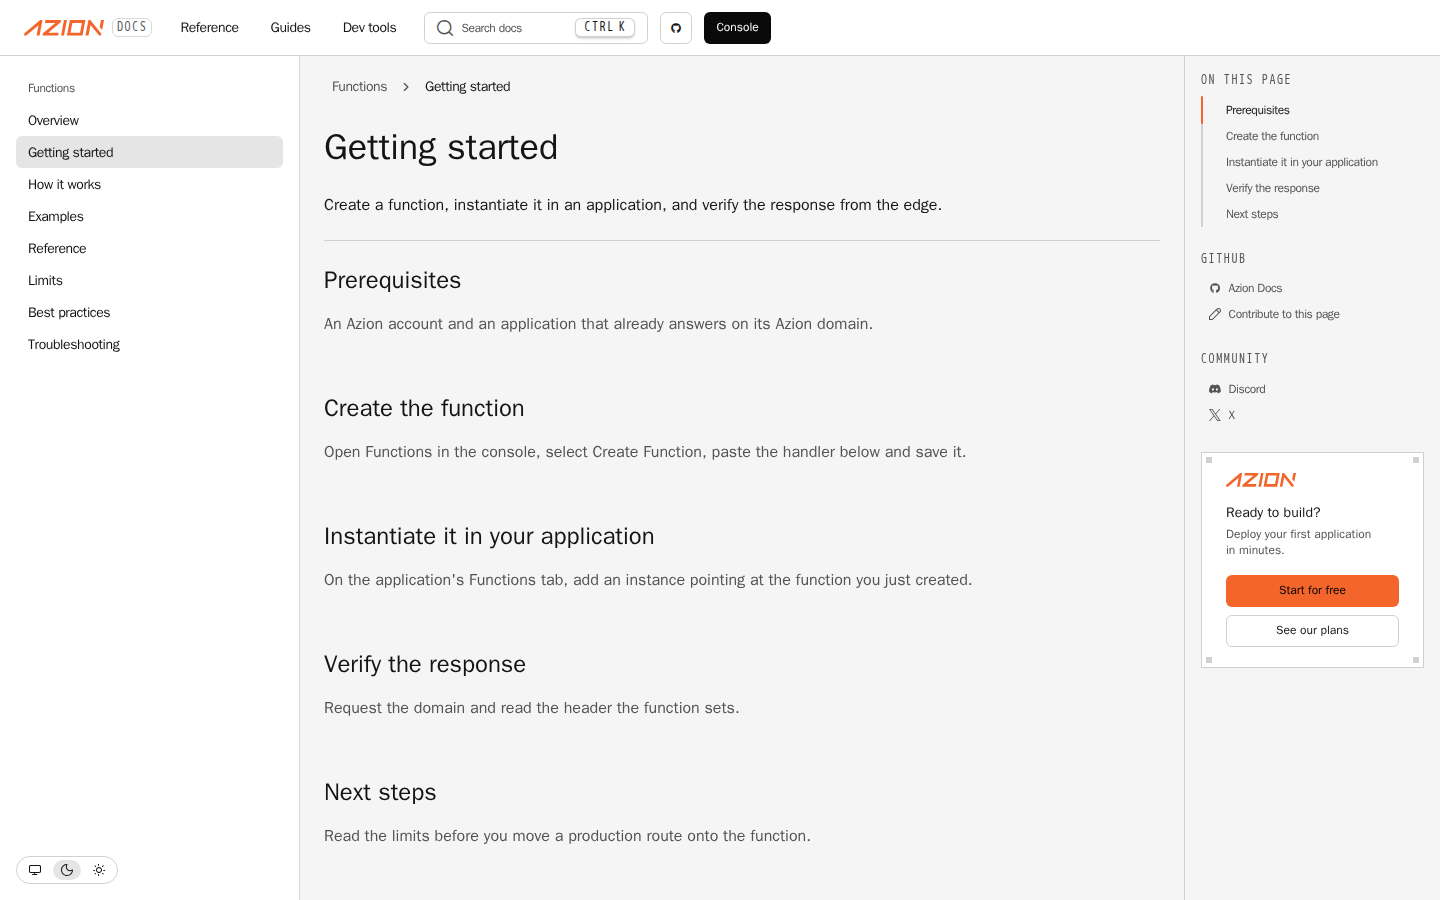 AZION DOCS
Reference
Guides
Dev tools
Search docs
CTRL K
Console
Functions
Overview
Getting started
How it works
Examples
Reference
Limits
Best practices
Troubleshooting
Functions
Getting started
Getting started
Create a function, instantiate it in an application, and verify the response from the edge.
Prerequisites
An Azion account and an application that already answers on its Azion domain.
Create the function
Open Functions in the console, select Create Function, paste the handler below and save it.
Instantiate it in your application
On the application's Functions tab, add an instance pointing at the function you just created.
Verify the response
Request the domain and read the header the function sets.
Next steps
Read the limits before you move a production route onto the function.
ON THIS PAGE
Prerequisites
Create the function
Instantiate it in your application
Verify the response
Next steps
GITHUB
Azion Docs
Contribute to this page
COMMUNITY
Discord
X
AZION
Ready to build?
Deploy your first application
in minutes.
Start for free
See our plans